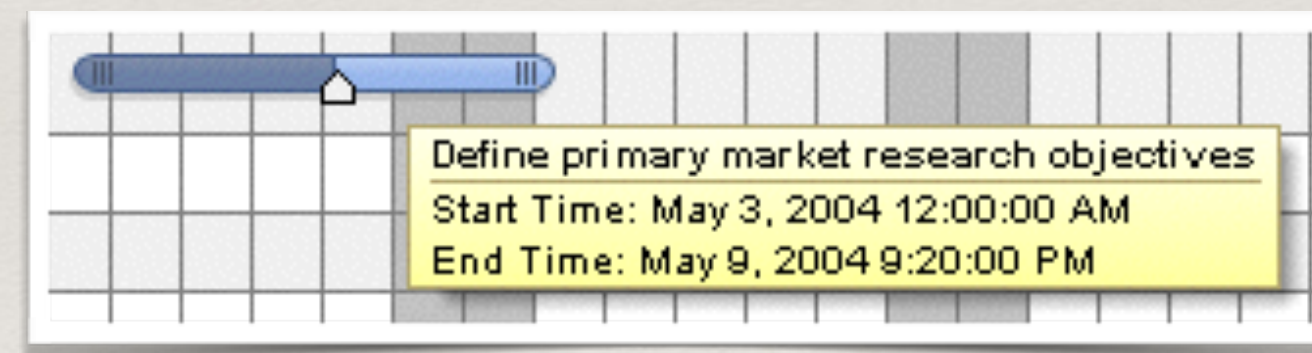 Define primary market research objectives
Start Time: May 3, 2004 12:00:00 AM
End Time: May 9, 2004 9:20:00 PM